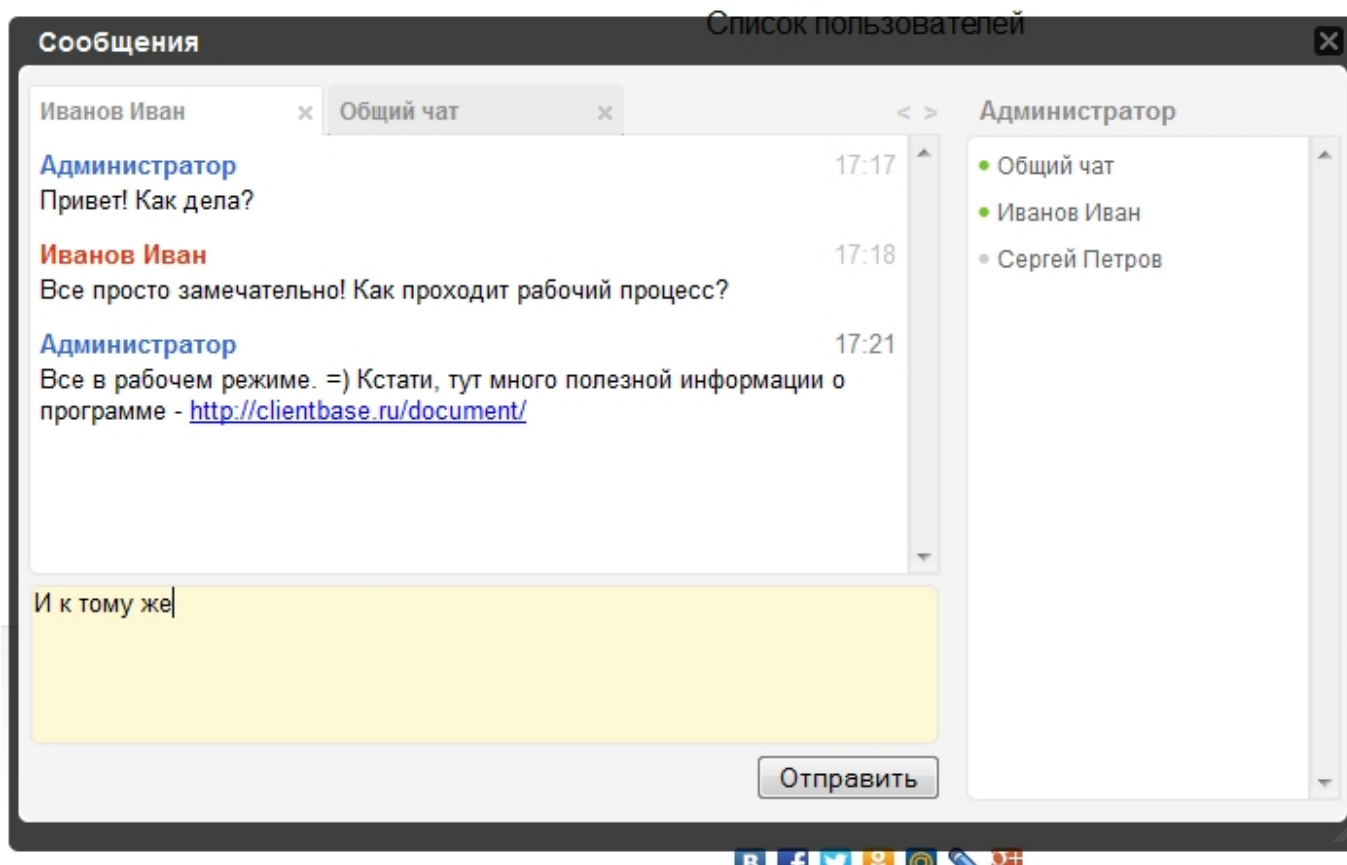 Список пользователей
Сообщения
Иванов Иван
Общий чат
< >
Администратор
Администратор 17:17
Привет! Как дела?
Иванов Иван 17:18
Все просто замечательно! Как проходит рабочий процесс?
Администратор 17:21
Все в рабочем режиме. =) Кстати, тут много полезной информации о
программе - http://clientbase.ru/document/
Общий чат
Иванов Иван
Сергей Петров
И к тому же
Отправить